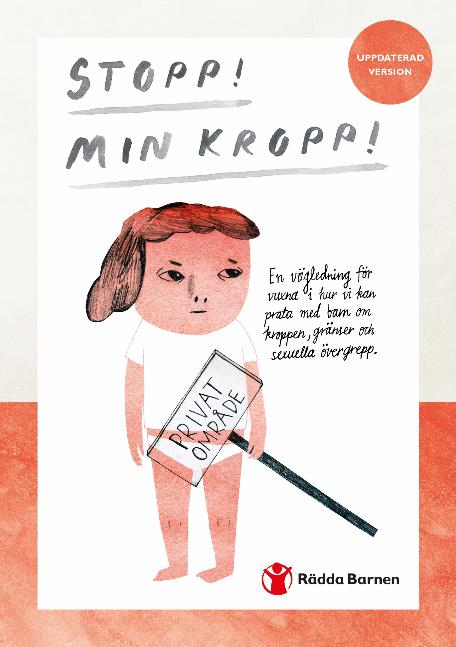 STOPP!
MIN KROPP!
UPPDATERAD
VERSION
En vägledning för
vuxna i hur vi kan
prata med barn om
kroppen, gränser och
sexuella övergrepp.
PRIVAT
OMRÅDE
Rädda Barnen